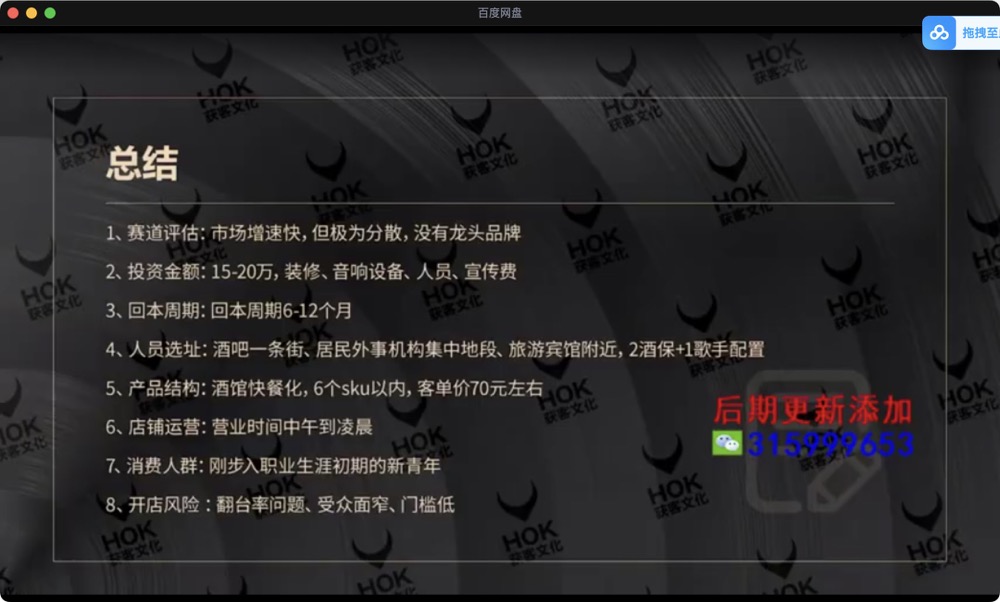 百度网盘
拖拽至
总结
1、赛道评估：市场增速快，但极为分散，没有龙头品牌
2、投资金额：15-20万，装修、音响设备、人员、宣传费
3、回本周期：回本周期6-12个月
4、人员选址：酒吧一条街、居民外事机构集中地段、旅游宾馆附近，2酒保+1歌手配置
5、产品结构：酒馆快餐化，6个sku以内，客单价70元左右
6、店铺运营：营业时间中午到凌晨
7、消费人群：刚步入职业生涯初期的新青年
8、开店风险：翻台率问题、受众面窄、门槛低
后期更新添加
315999653
HOK
获客文化